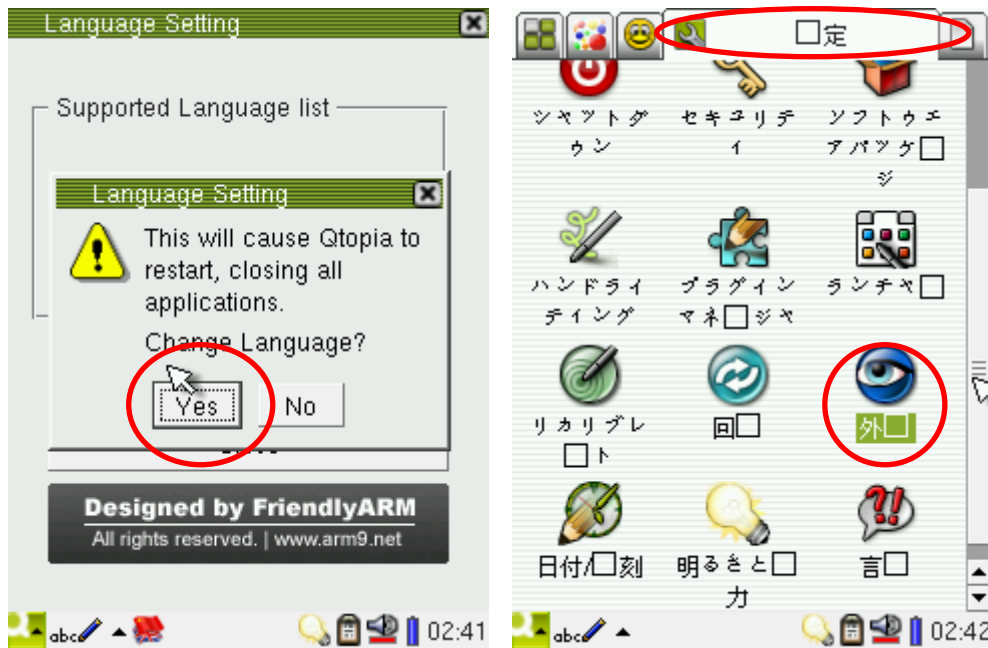 Language Setting
Supported Language list
Language Setting
This will cause Qtopia to
restart, closing all
applications.
Change Language?
Yes
No
Designed by FriendlyARM
All rights reserved. | www.arm9.net
abc
02:41
□定
シャットダ
ウン
セキュリテ
ィ
ソフトウエ
アパッケ□
ジ
ハンドライ
ティング
プラグイン
マネ□ジャ
ランチャ□
リカリブレ
□ト
回□
外□
日付/□刻
明るさと□
力
言□
abc
02:42